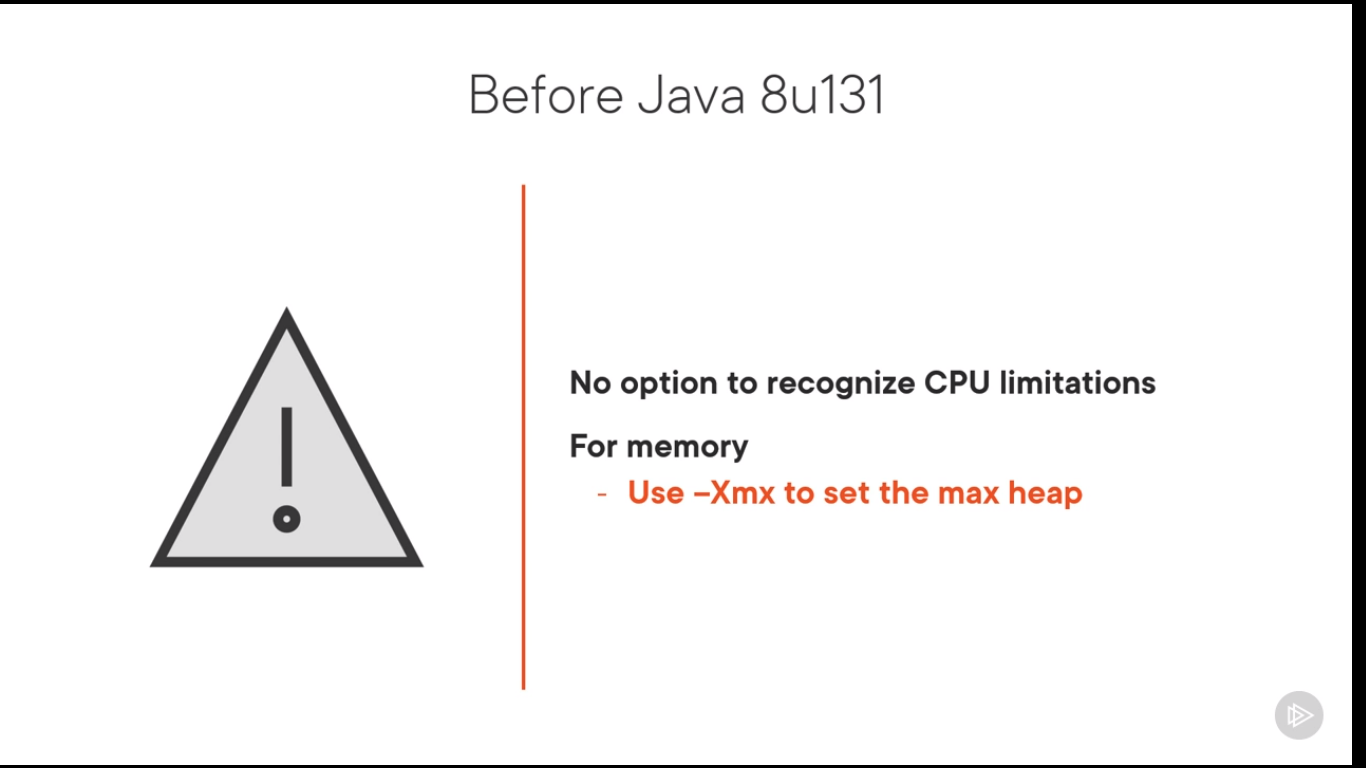 Before Java 8u131
No option to recognize CPU limitations
For memory
- Use –Xmx to set the max heap